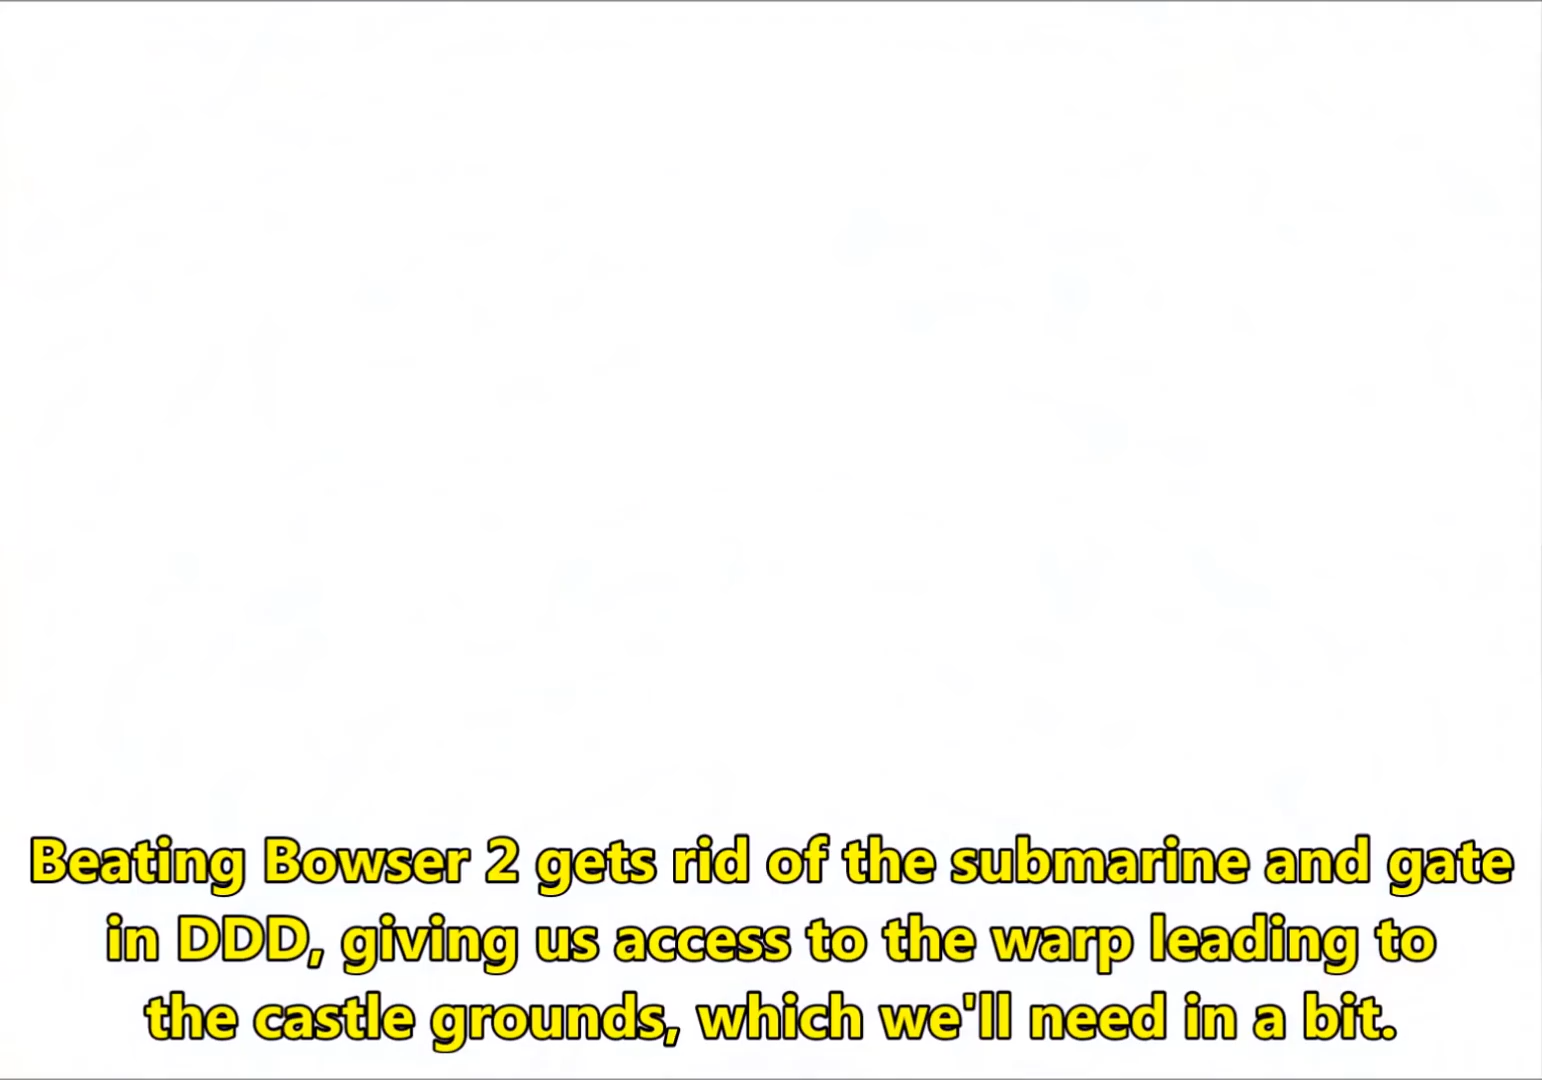 Beating Bowser 2 gets rid of the submarine and gate
in DDD, giving us access to the warp leading to
the castle grounds, which we'll need in a bit.